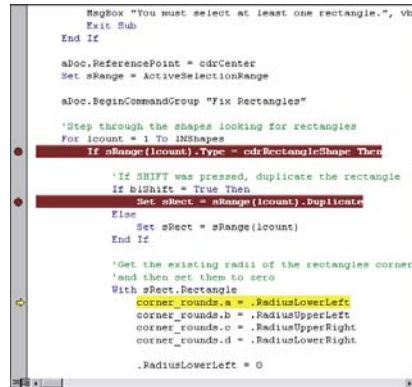 MsgBox "You must select at least one rectangle.", vb
Exit Sub
End If
aDoc.ReferencePoint = cdrCenter
Set sRange = ActiveSelectionRange
aDoc.BeginCommandGroup "Fix Rectangles"
'Step through the shapes looking for rectangles
For lcount = 1 To lNShapes
If sRange(lcount).Type = cdrRectangleShape Then
'If SHIFT was pressed, duplicate the rectangle
If blShift = True Then
Set sRect = sRange(lcount).Duplicate
Else
Set sRect = sRange(lcount)
End If
'Get the existing radii of the rectangles corner
'and then set them to zero
With sRect.Rectangle
corner_rounds.a = .RadiusLowerLeft
corner_rounds.b = .RadiusUpperLeft
corner_rounds.c = .RadiusUpperRight
corner_rounds.d = .RadiusLowerRight
.RadiusLowerLeft = 0